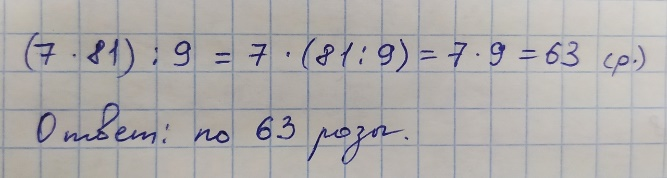 (7 · 81) : 9 = 7 · (81 : 9) = 7 · 9 = 63 (р.)
Ответ: по 63 розы.